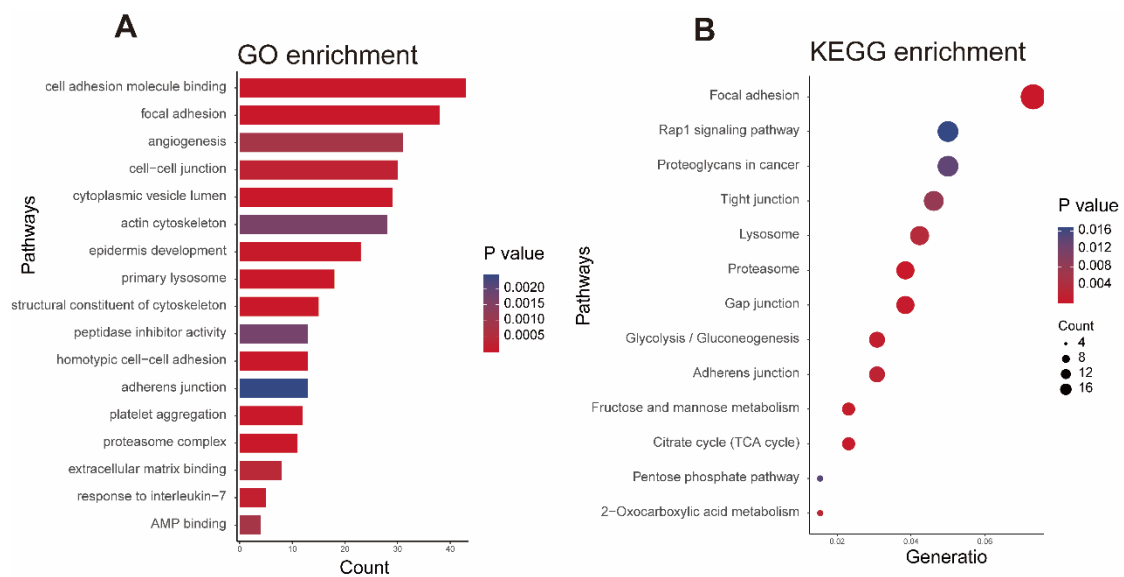 A
GO enrichment
Pathways
cell adhesion molecule binding
focal adhesion
angiogenesis
cell−cell junction
cytoplasmic vesicle lumen
actin cytoskeleton
epidermis development
primary lysosome
structural constituent of cytoskeleton
peptidase inhibitor activity
homotypic cell−cell adhesion
adherens junction
platelet aggregation
proteasome complex
extracellular matrix binding
response to interleukin−7
AMP binding
0 10 20 30 40
Count
P value
0.0020
0.0015
0.0010
0.0005
B
KEGG enrichment
Pathways
Focal adhesion
Rap1 signaling pathway
Proteoglycans in cancer
Tight junction
Lysosome
Proteasome
Gap junction
Glycolysis / Gluconeogenesis
Adherens junction
Fructose and mannose metabolism
Citrate cycle (TCA cycle)
Pentose phosphate pathway
2−Oxocarboxylic acid metabolism
0.02 0.04 0.06
Generatio
P value
0.016
0.012
0.008
0.004
Count
4
8
12
16